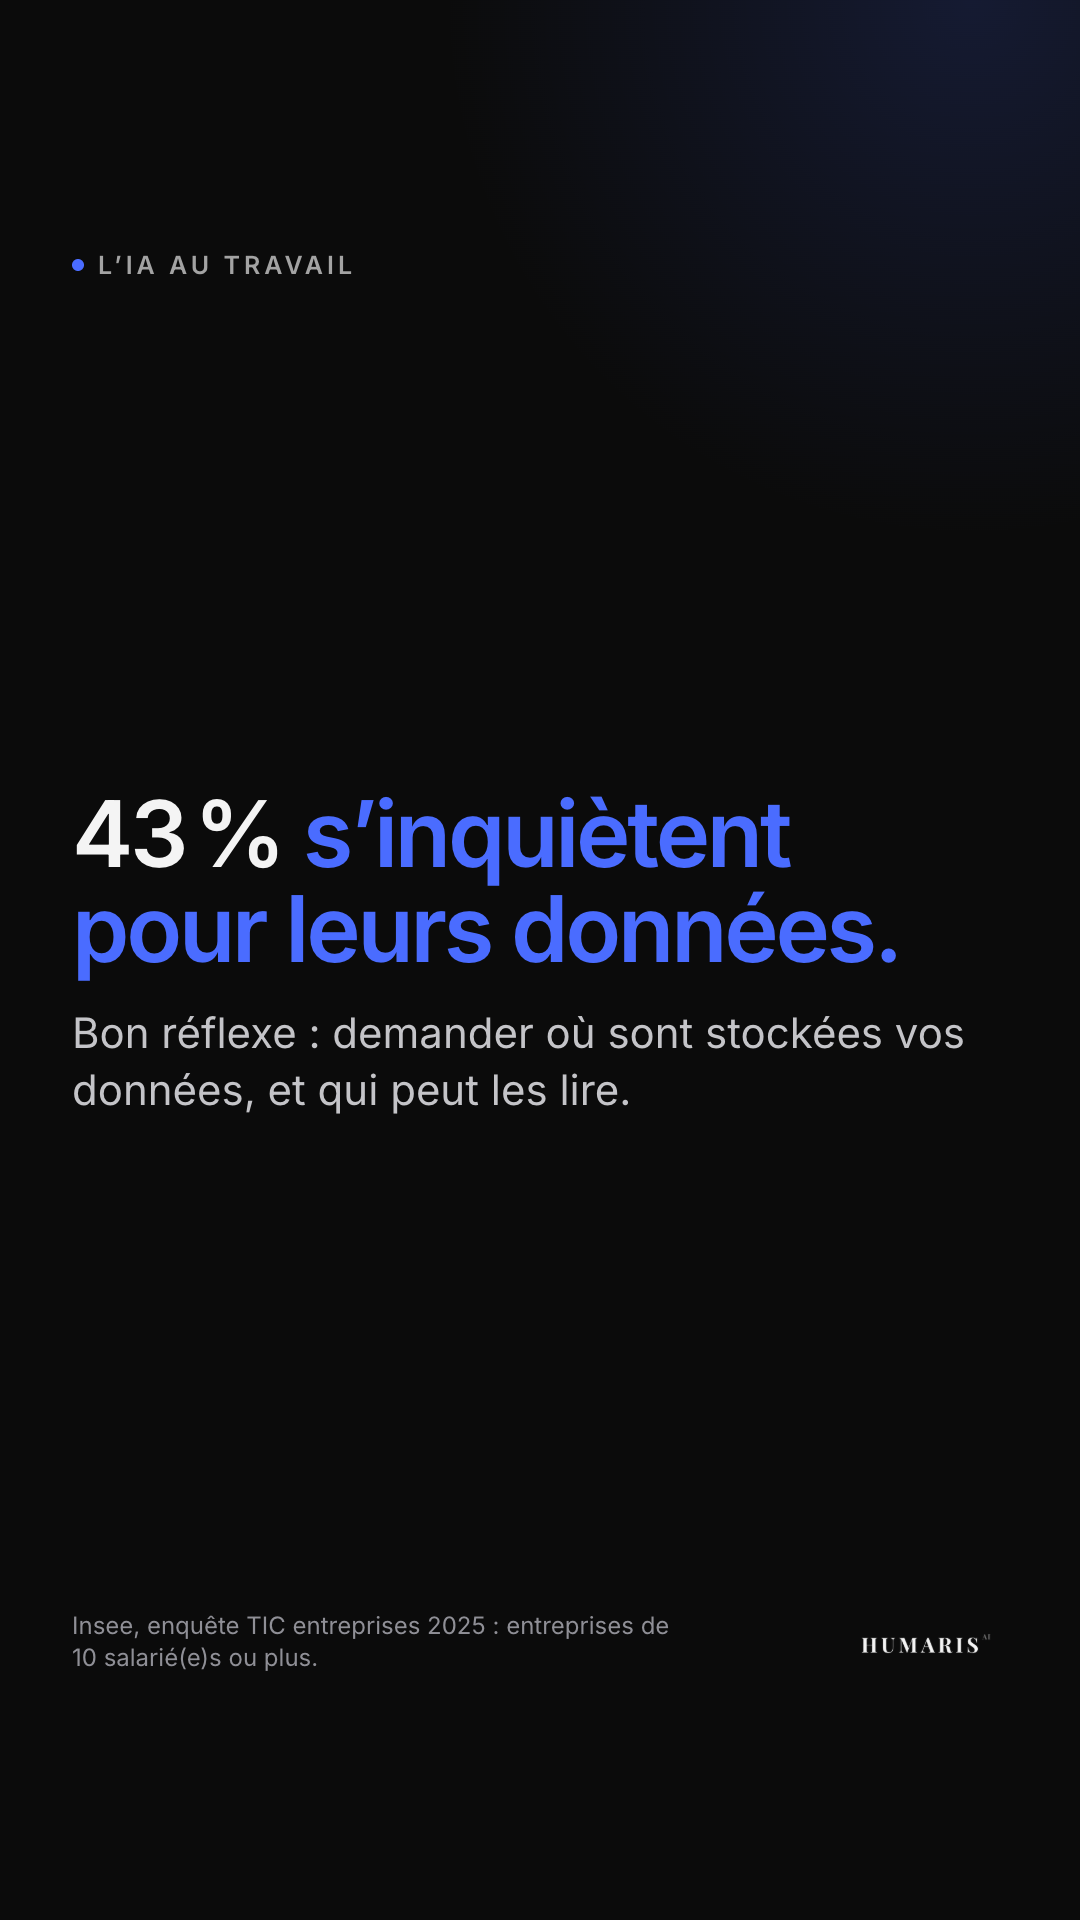 L’IA AU TRAVAIL
43 % s’inquiètent
pour leurs données.
Bon réflexe : demander où sont stockées vos
données, et qui peut les lire.
Insee, enquête TIC entreprises 2025 : entreprises de
10 salarié(e)s ou plus.
HUMARIS AI